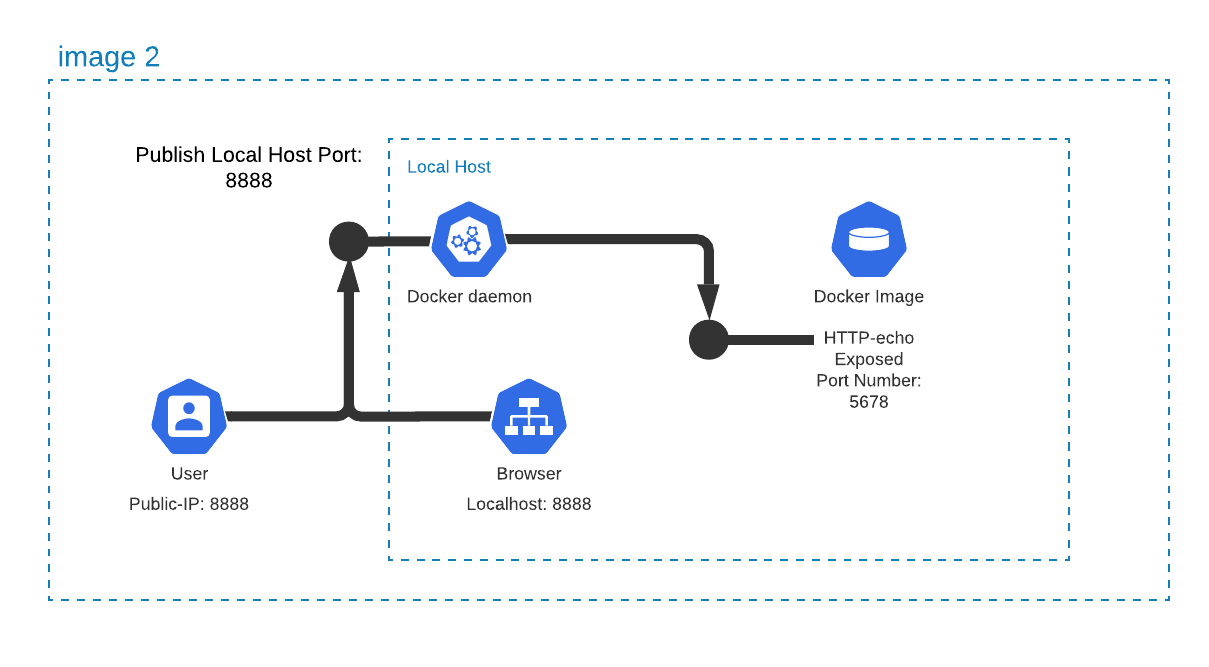 image 2
Publish Local Host Port:
8888
Local Host
Docker daemon
Docker Image
HTTP-echo
Exposed
Port Number:
5678
User
Public-IP: 8888
Browser
Localhost: 8888